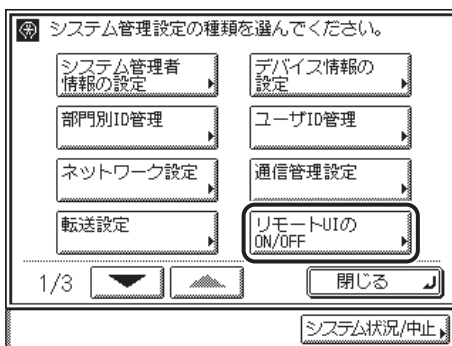 システム管理設定の種類を選んでください。
システム管理者
情報の設定
デバイス情報の
設定
部門別ID管理
ユーザID管理
ネットワーク設定
通信管理設定
転送設定
リモートUIの
ON/OFF
1/3
閉じる
システム状況/中止